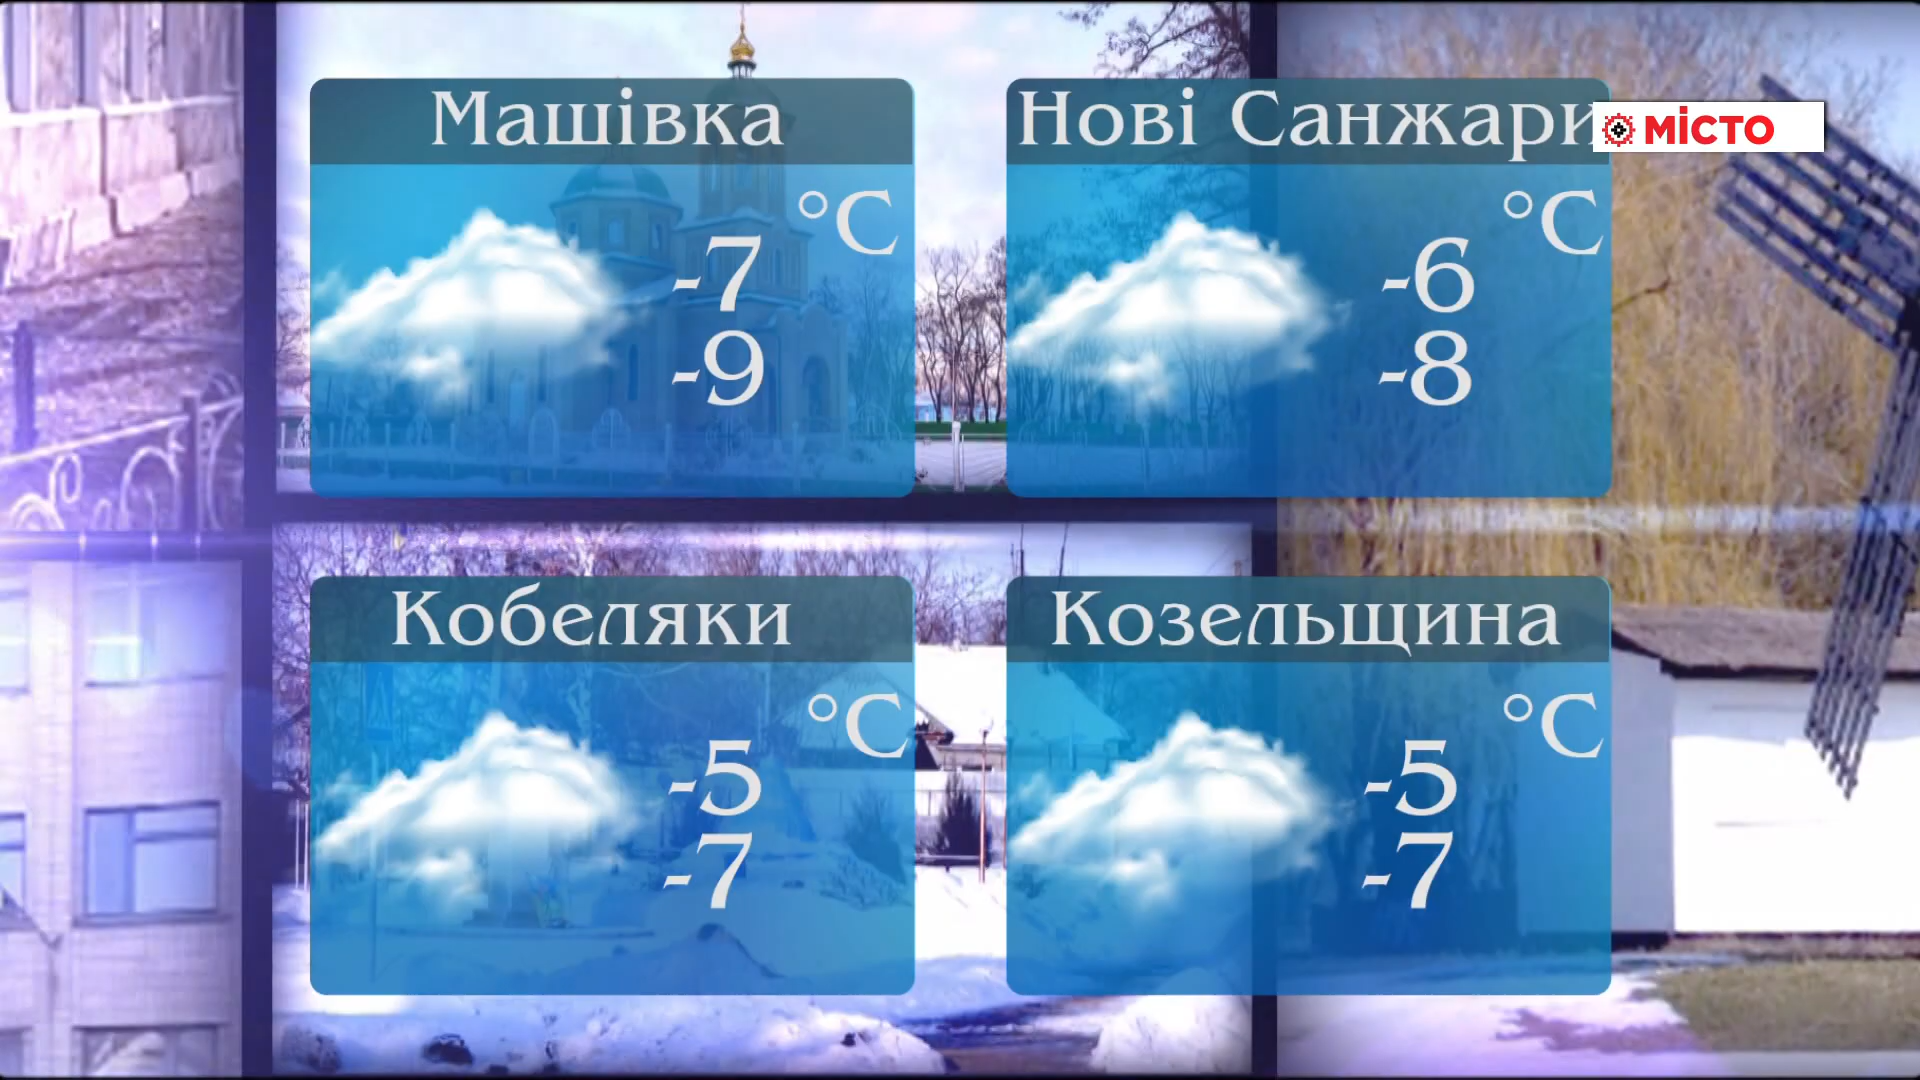 Машівка
°C
-7
-9
Нові Санжари
МІСТО
°C
-6
-8
Кобеляки
°C
-5
-7
Козельщина
°C
-5
-7